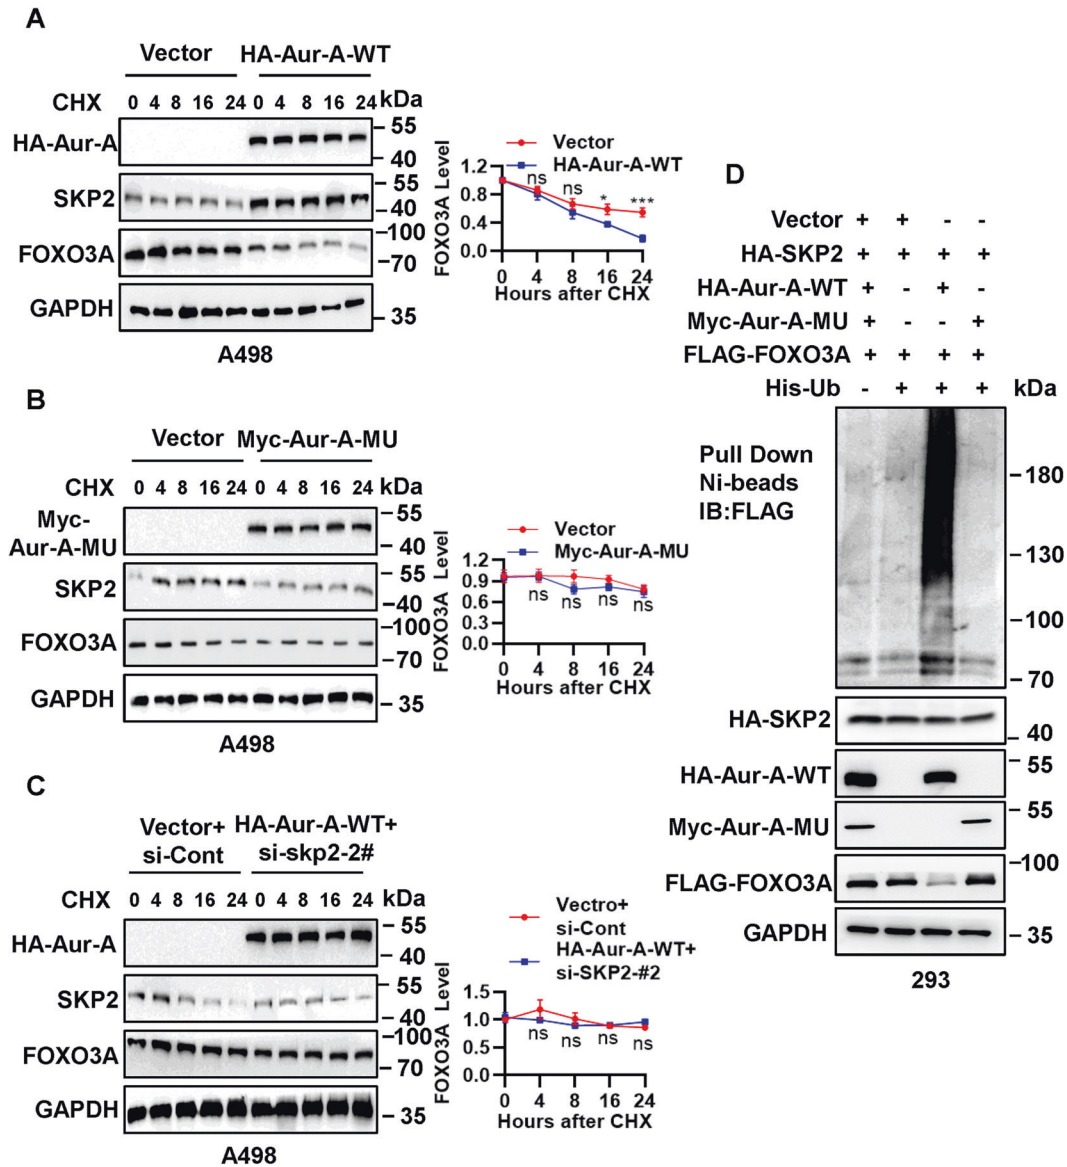 A
Vector HA-Aur-A-WT
CHX 0 4 8 16 24 0 4 8 16 24 kDa
HA-Aur-A
55
40
SKP2
55
40
FOXO3A
100
70
GAPDH
35
A498
Vector
HA-Aur-A-WT
FOXO3A Level
1.2
0.8
0.4
0.0
ns ns * ***
0 4 8 16 24
Hours after CHX
B
Vector Myc-Aur-A-MU
CHX 0 4 8 16 24 0 4 8 16 24 kDa
Myc-
Aur-A-MU
55
40
SKP2
55
40
FOXO3A
100
70
GAPDH
35
A498
Vector
Myc-Aur-A-MU
FOXO3A Level
1.2
0.9
0.6
0.3
0.0
ns ns ns ns
0 4 8 16 24
Hours after CHX
C
Vector+ HA-Aur-A-WT+
si-Cont si-skp2-2#
CHX 0 4 8 16 24 0 4 8 16 24 kDa
HA-Aur-A
55
40
SKP2
55
40
FOXO3A
100
70
GAPDH
35
A498
Vectro+
si-Cont
HA-Aur-A-WT+
si-SKP2-#2
FOXO3A Level
1.5
1.0
0.5
0.0
ns ns ns ns
0 4 8 16 24
Hours after CHX
D
Vector + + - -
HA-SKP2 + + + +
HA-Aur-A-WT + - + -
Myc-Aur-A-MU + - - +
FLAG-FOXO3A + + + +
His-Ub - + + + kDa
Pull Down
Ni-beads
IB:FLAG
180
130
100
70
HA-SKP2
40
HA-Aur-A-WT
55
Myc-Aur-A-MU
55
FLAG-FOXO3A
100
GAPDH
35
293